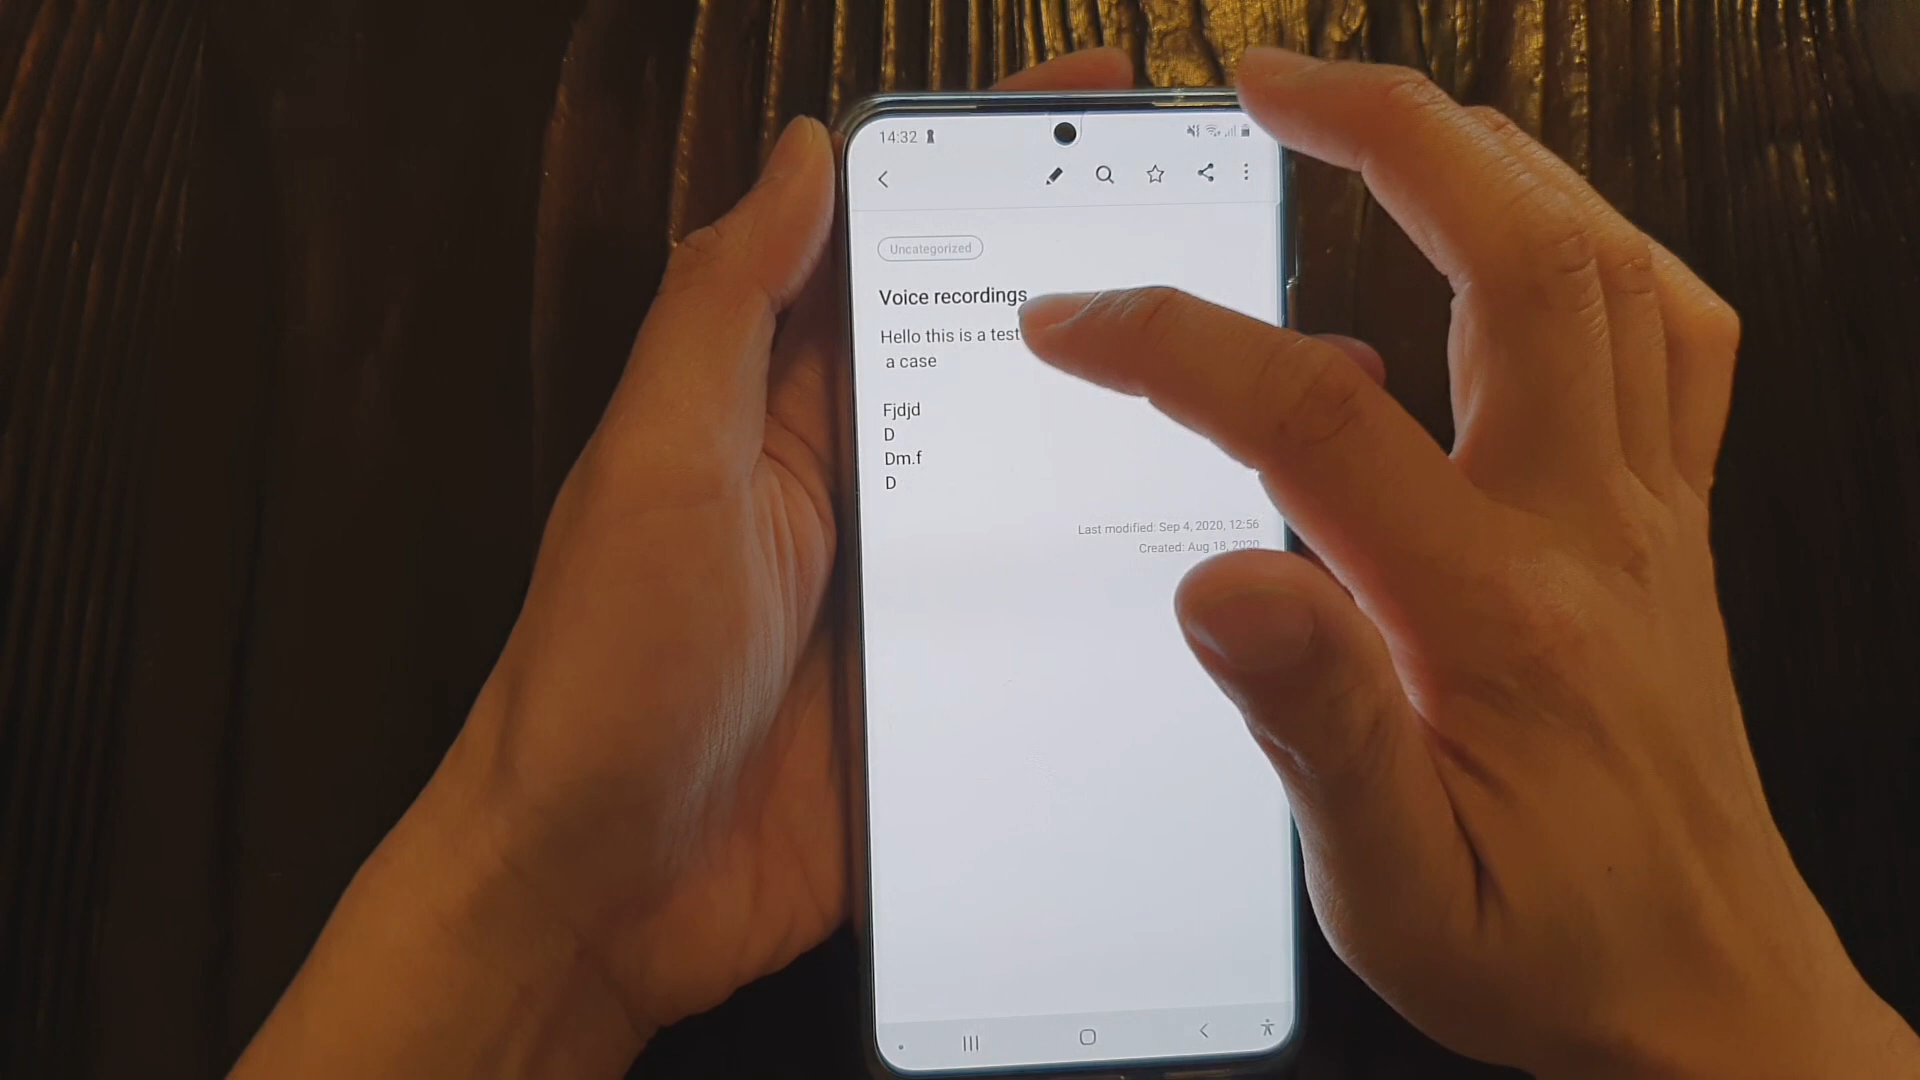 14:32
Uncategorized
Voice recordings
Hello this is a test
a case
Fjdjd
D
Dm.f
D
Last modified: Sep 4, 2020, 12:56
Created: Aug 18, 2020